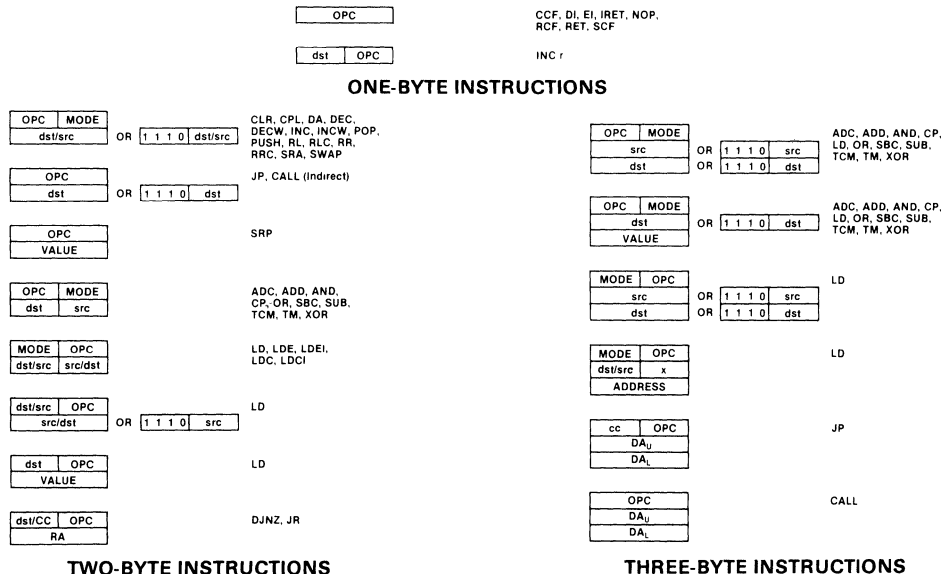 OPC
CCF, DI, EI, IRET, NOP,
RCF, RET, SCF
dst OPC
INC r
ONE-BYTE INSTRUCTIONS
OPC MODE
dst/src OR 1 1 1 0 dst/src
CLR, CPL, DA, DEC,
DECW, INC, INCW, POP,
PUSH, RL, RLC, RR,
RRC, SRA, SWAP
OPC
dst OR 1 1 1 0 dst
JP, CALL (Indirect)
OPC
VALUE
SRP
OPC MODE
dst src
ADC, ADD, AND,
CP, OR, SBC, SUB,
TCM, TM, XOR
MODE OPC
dst/src src/dst
LD, LDE, LDEI,
LDC, LDCI
dst/src OPC
src/dst OR 1 1 1 0 src
LD
dst OPC
VALUE
LD
dst/CC OPC
RA
DJNZ, JR
TWO-BYTE INSTRUCTIONS
OPC MODE
src OR 1 1 1 0 src
dst OR 1 1 1 0 dst
ADC, ADD, AND, CP,
LD, OR, SBC, SUB,
TCM, TM, XOR
OPC MODE
dst OR 1 1 1 0 dst
VALUE
ADC, ADD, AND, CP,
LD, OR, SBC, SUB,
TCM, TM, XOR
MODE OPC
src OR 1 1 1 0 src
dst OR 1 1 1 0 dst
LD
MODE OPC
dst/src x
ADDRESS
LD
cc OPC
DAU
DAL
JP
OPC
DAU
DAL
CALL
THREE-BYTE INSTRUCTIONS